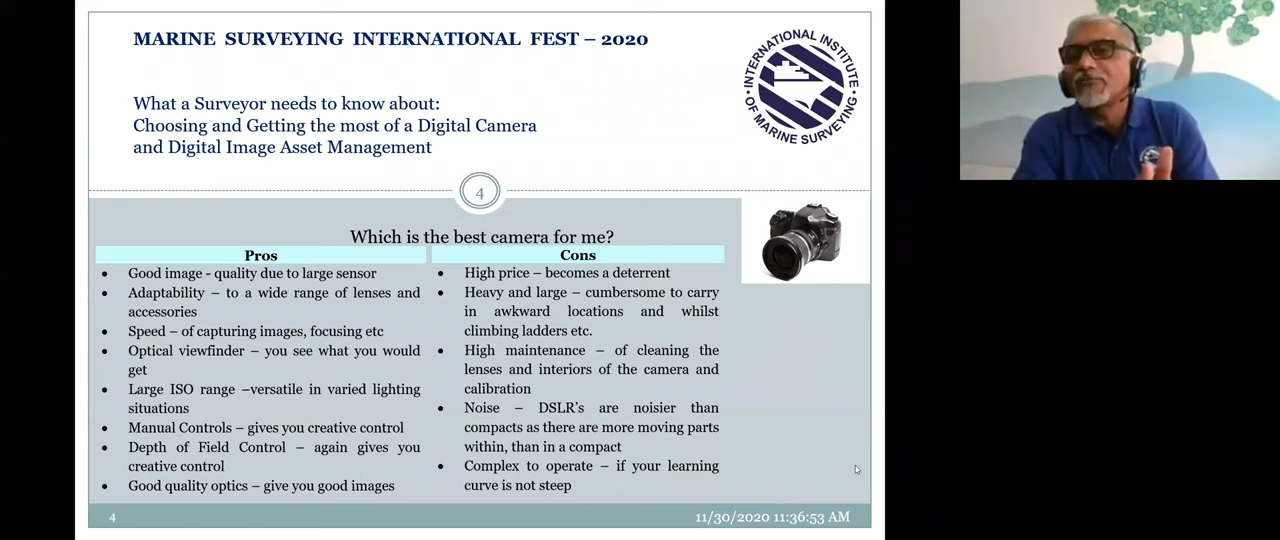 MARINE SURVEYING INTERNATIONAL FEST – 2020
INTERNATIONAL INSTITUTE
• OF MARINE SURVEYING •
What a Surveyor needs to know about:
Choosing and Getting the most of a Digital Camera
and Digital Image Asset Management
4
Which is the best camera for me?
Pros
• Good image - quality due to large sensor
• Adaptability – to a wide range of lenses and
accessories
• Speed – of capturing images, focusing etc
• Optical viewfinder – you see what you would
get
• Large ISO range –versatile in varied lighting
situations
• Manual Controls – gives you creative control
• Depth of Field Control – again gives you
creative control
• Good quality optics – give you good images
Cons
• High price – becomes a deterrent
• Heavy and large – cumbersome to carry
in awkward locations and whilst
climbing ladders etc.
• High maintenance – of cleaning the
lenses and interiors of the camera and
calibration
• Noise – DSLR's are noisier than
compacts as there are more moving parts
within, than in a compact
• Complex to operate – if your learning
curve is not steep
4
11/30/2020 11:36:53 AM